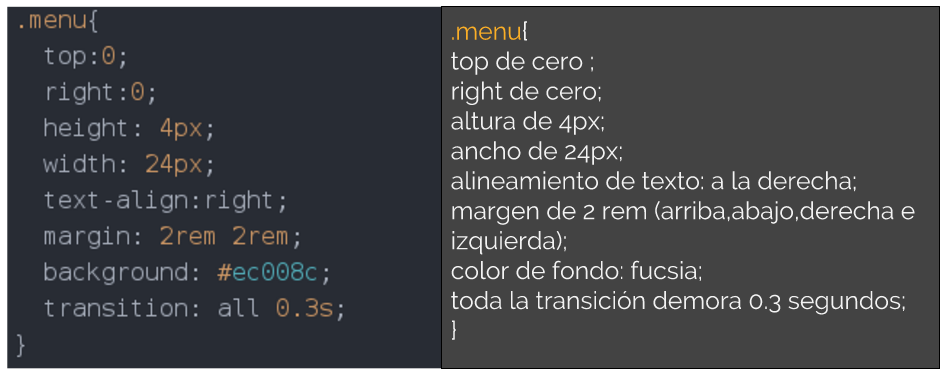 .menu{
top:0;
right:0;
height: 4px;
width: 24px;
text-align:right;
margin: 2rem 2rem;
background: #ec008c;
transition: all 0.3s;
}
.menu{
top de cero ;
right de cero;
altura de 4px;
ancho de 24px;
alineamiento de texto: a la derecha;
margen de 2 rem (arriba,abajo,derecha e
izquierda);
color de fondo: fucsia;
toda la transición demora 0.3 segundos;
}